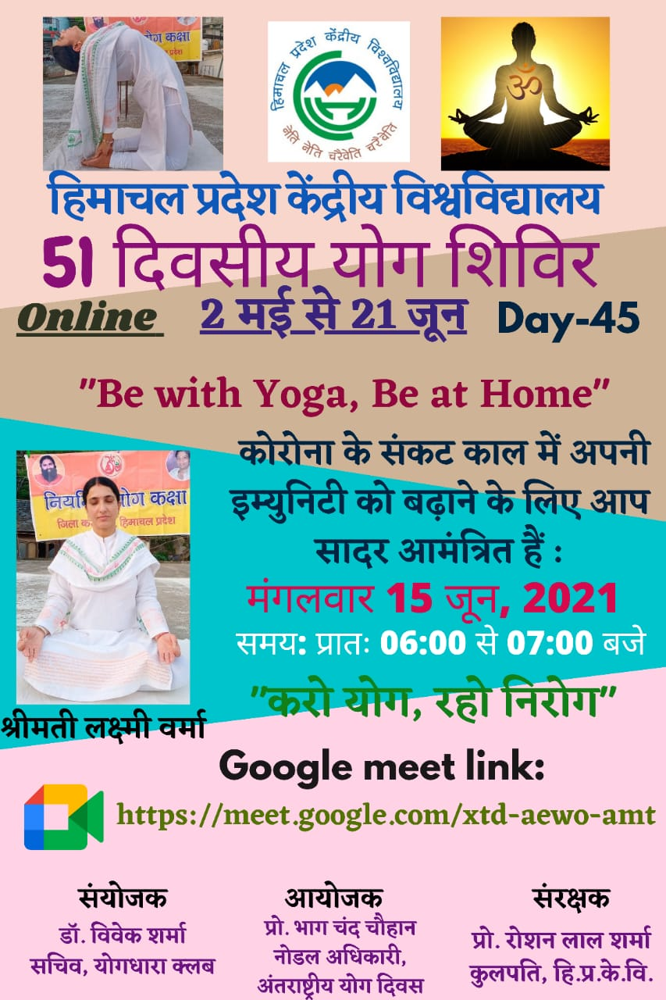 योग कक्षा
प्रदेश
हिमाचल प्रदेश केंद्रीय विश्वविद्यालय
नेति नेति चरैवेति चरैवेति
ॐ
हिमाचल प्रदेश केंद्रीय विश्वविद्यालय
51 दिवसीय योग शिविर
Online 2 मई से 21 जून Day-45
"Be with Yoga, Be at Home"
कोरोना के संकट काल में अपनी
इम्युनिटी को बढ़ाने के लिए आप
सादर आमंत्रित हैं :
मंगलवार 15 जून, 2021
समय: प्रातः 06:00 से 07:00 बजे
"करो योग, रहो निरोग"
योग कक्षा
जिला हिमाचल प्रदेश
श्रीमती लक्ष्मी वर्मा
Google meet link:
https://meet.google.com/xtd-aewo-amt
संयोजक
डॉ. विवेक शर्मा
सचिव, योगधारा क्लब
आयोजक
प्रो. भाग चंद चौहान
नोडल अधिकारी,
अंतराष्ट्रीय योग दिवस
संरक्षक
प्रो. रोशन लाल शर्मा
कुलपति, हि.प्र.के.वि.